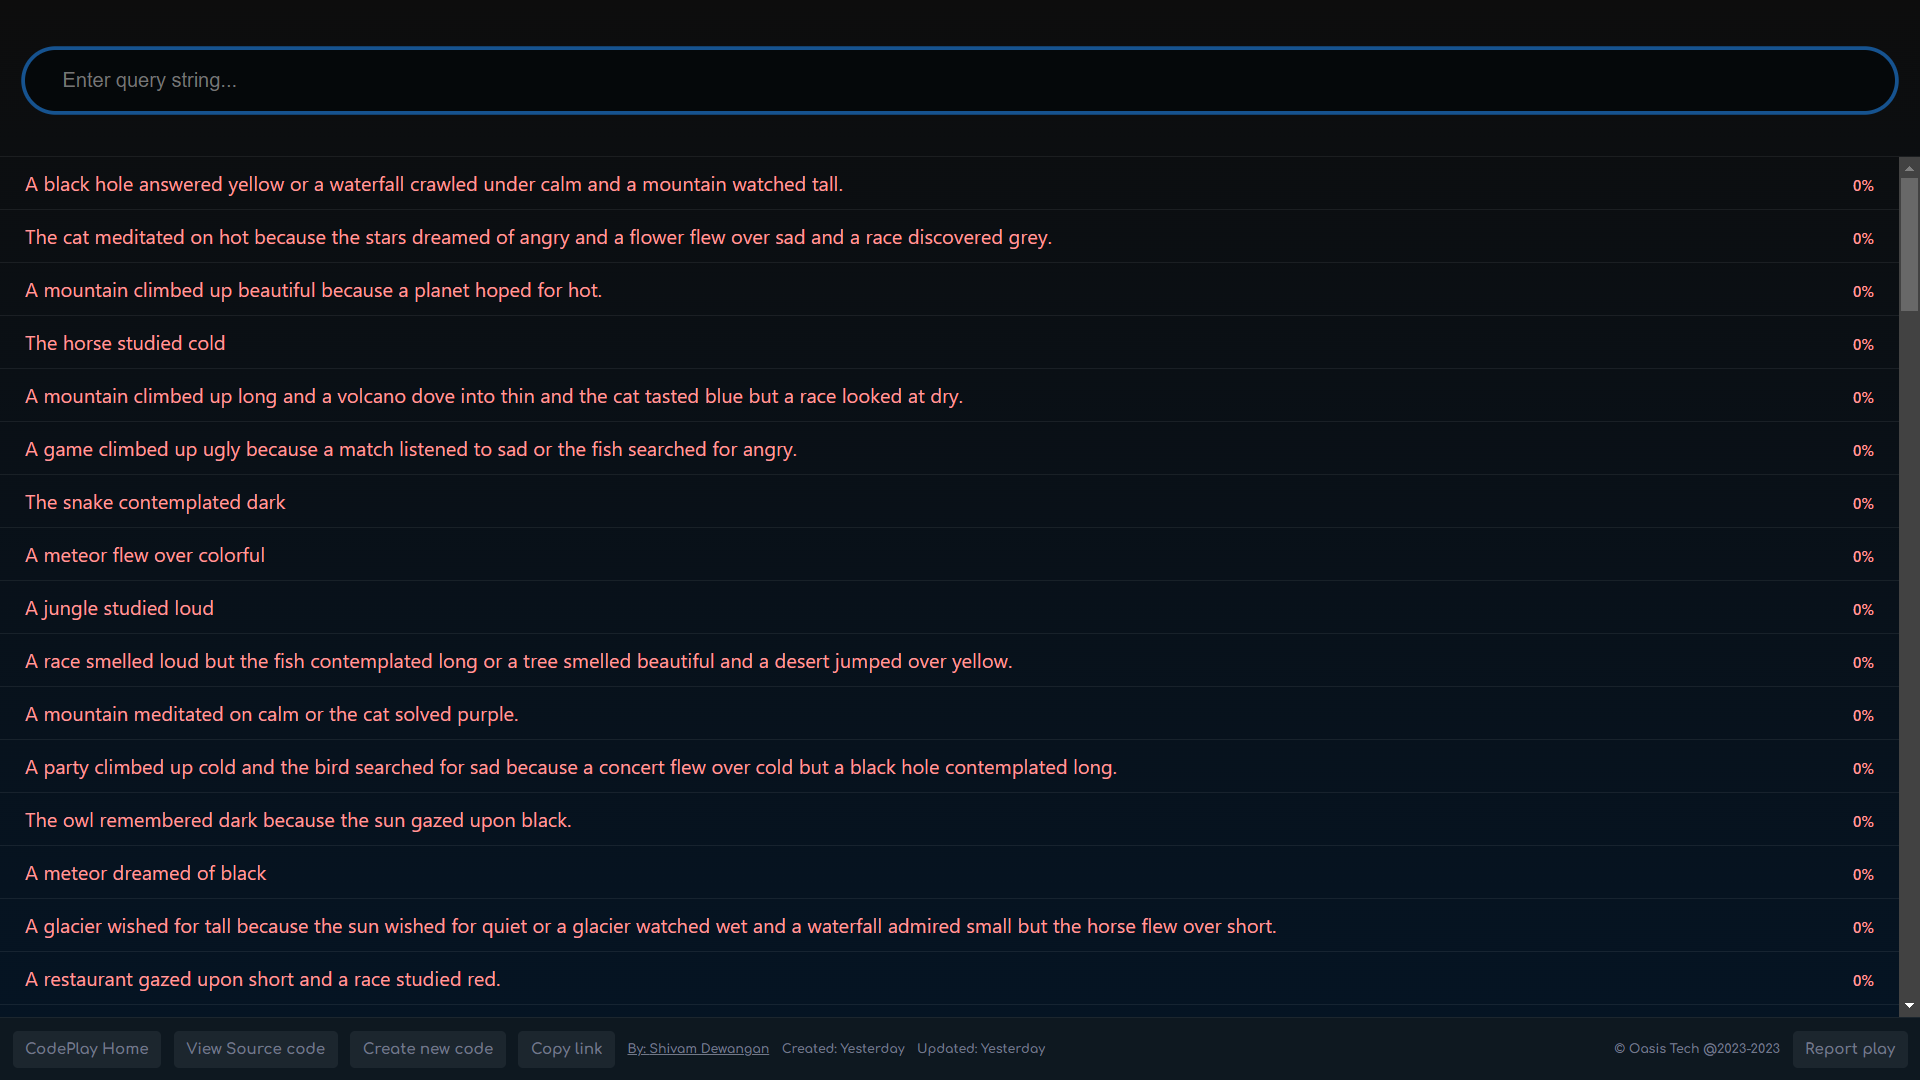 Enter query string...
A black hole answered yellow or a waterfall crawled under calm and a mountain watched tall. 0%
The cat meditated on hot because the stars dreamed of angry and a flower flew over sad and a race discovered grey. 0%
A mountain climbed up beautiful because a planet hoped for hot. 0%
The horse studied cold 0%
A mountain climbed up long and a volcano dove into thin and the cat tasted blue but a race looked at dry. 0%
A game climbed up ugly because a match listened to sad or the fish searched for angry. 0%
The snake contemplated dark 0%
A meteor flew over colorful 0%
A jungle studied loud 0%
A race smelled loud but the fish contemplated long or a tree smelled beautiful and a desert jumped over yellow. 0%
A mountain meditated on calm or the cat solved purple. 0%
A party climbed up cold and the bird searched for sad because a concert flew over cold but a black hole contemplated long. 0%
The owl remembered dark because the sun gazed upon black. 0%
A meteor dreamed of black 0%
A glacier wished for tall because the sun wished for quiet or a glacier watched wet and a waterfall admired small but the horse flew over short. 0%
A restaurant gazed upon short and a race studied red. 0%
CodePlay Home View Source code Create new code Copy link By: Shivam Dewangan Created: Yesterday Updated: Yesterday © Oasis Tech @2023-2023 Report play